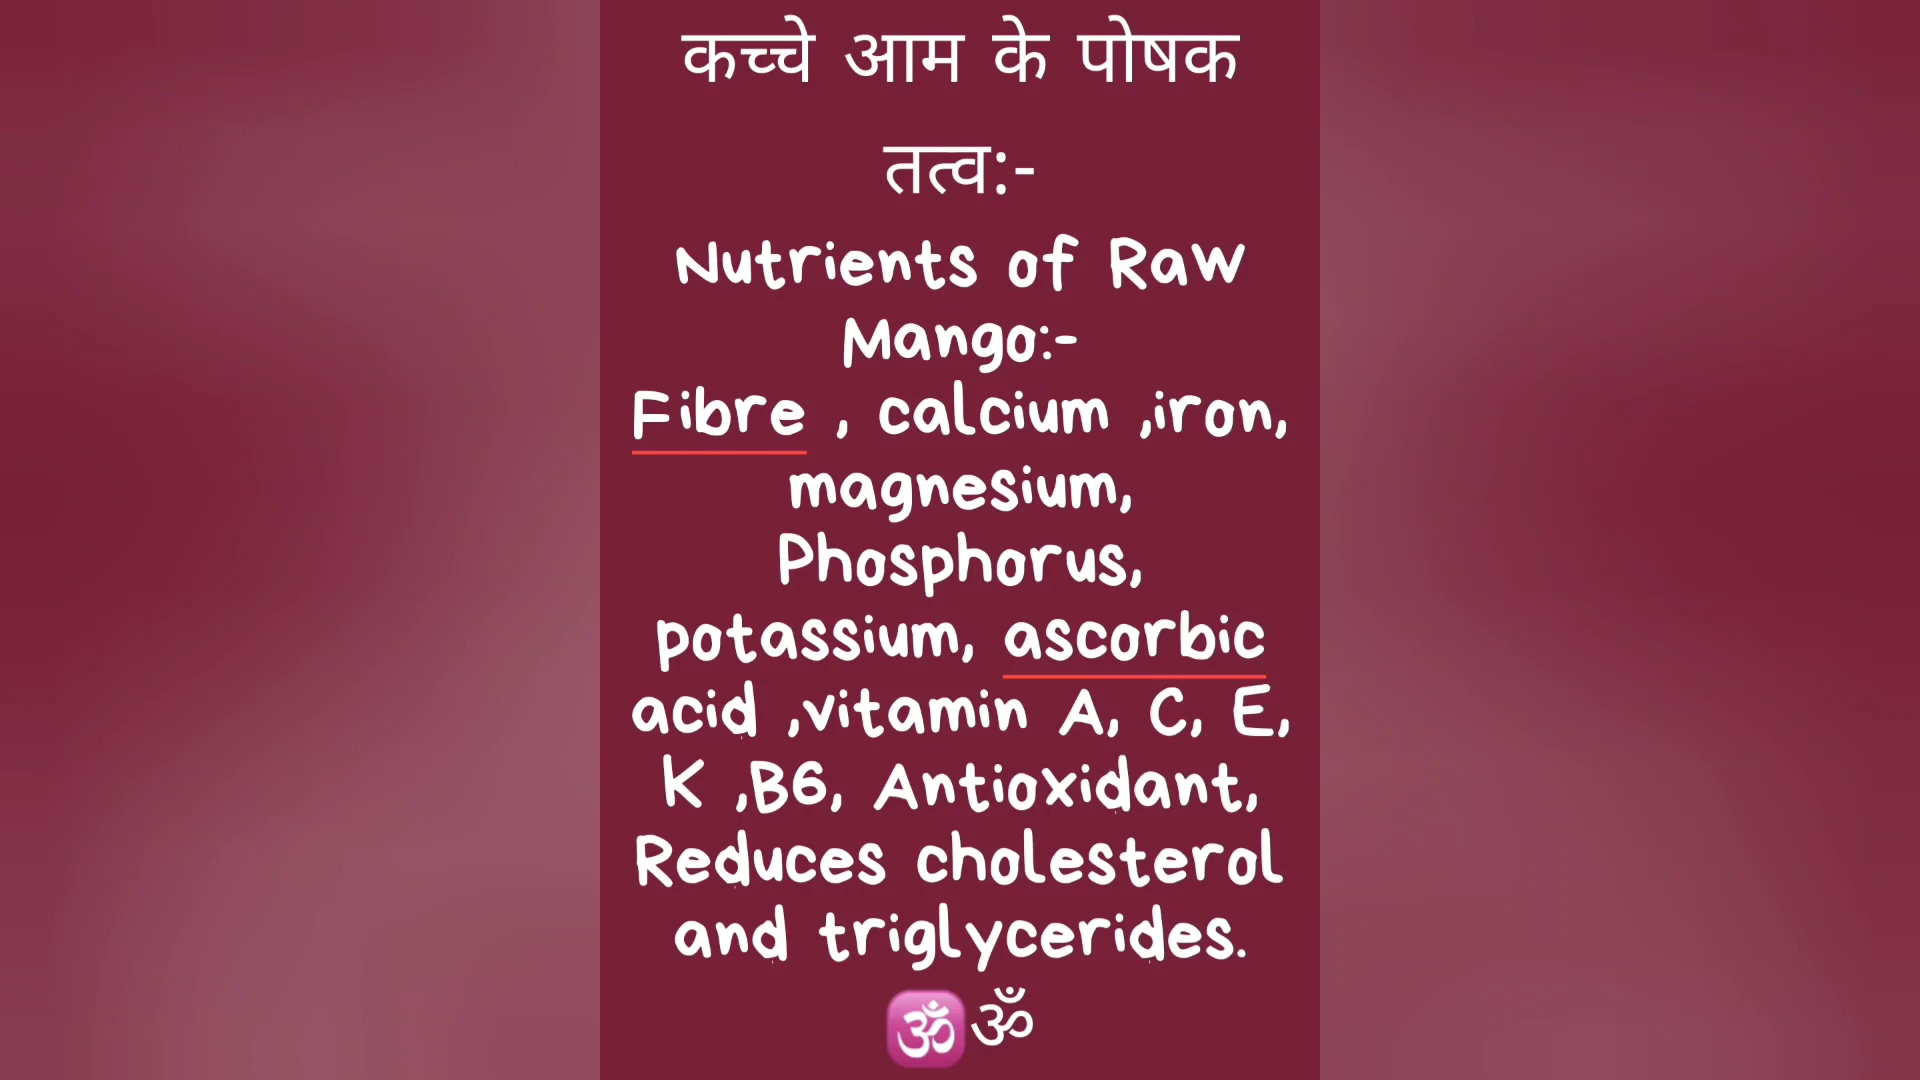 कच्चे आम के पोषक
तत्व:-
Nutrients of Raw
Mango:-
Fibre , calcium ,iron,
magnesium,
Phosphorus,
potassium, ascorbic
acid ,vitamin A, C, E,
K ,B6, Antioxidant,
Reduces cholesterol
and triglycerides.
🕉ॐ